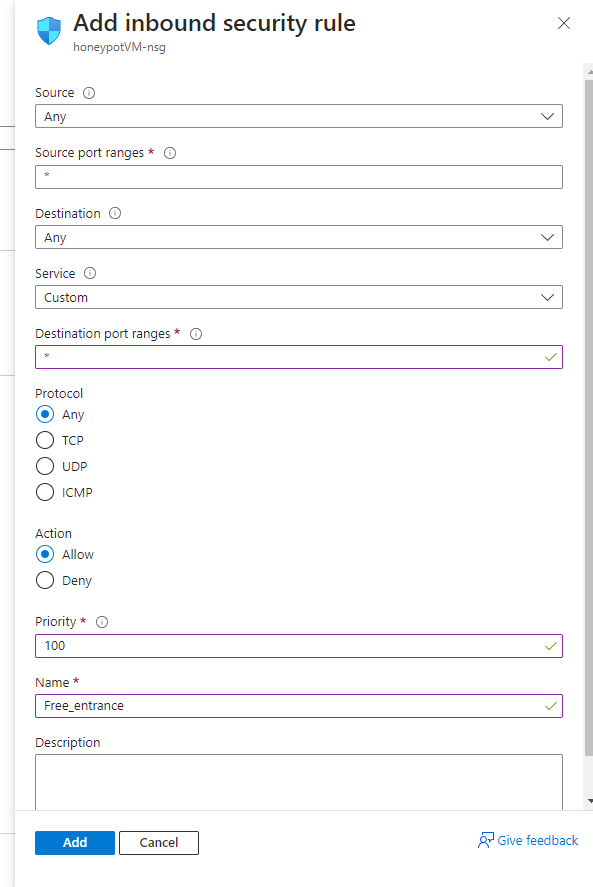 Add inbound security rule
honeypotVM-nsg
Source
Any
Source port ranges *
*
Destination
Any
Service
Custom
Destination port ranges *
*
Protocol
Any
TCP
UDP
ICMP
Action
Allow
Deny
Priority *
100
Name *
Free_entrance
Description
Add Cancel Give feedback